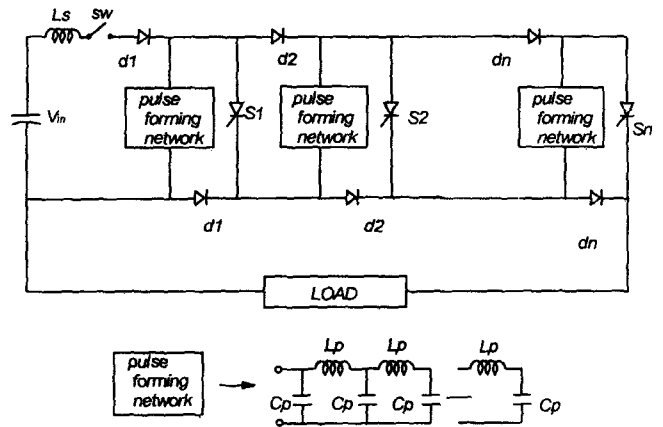 Ls
sw
d1
d2
dn
Vin
pulse
forming
network
S1
pulse
forming
network
S2
pulse
forming
network
Sn
d1
d2
dn
LOAD
pulse
forming
network
Lp
Lp
Lp
Cp
Cp
Cp
Cp